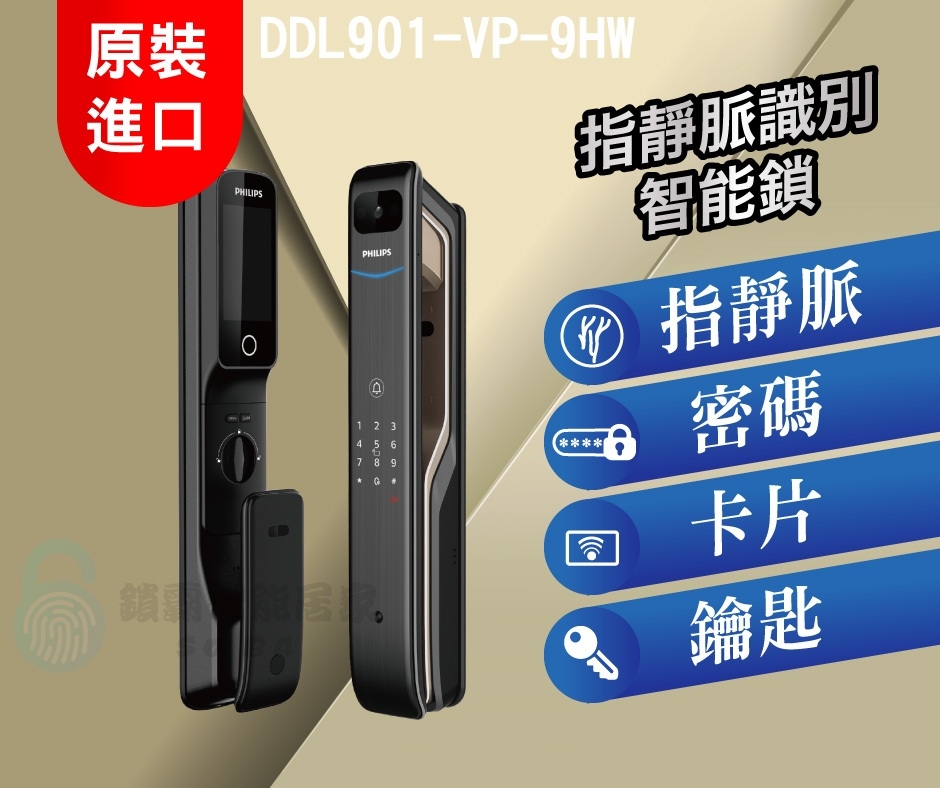 原裝
進口
DDL901-VP-9HW
指靜脈識別
智能鎖
PHILIPS
PHILIPS
1 2 3
4 5 6
7 8 9
* 0 #
指靜脈
密碼
****
卡片
鑰匙